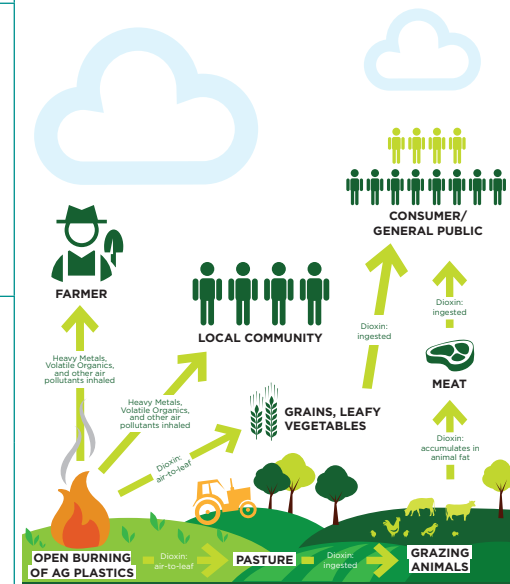 CONSUMER/
GENERAL PUBLIC
FARMER
Dioxin:
ingested
Dioxin:
ingested
LOCAL COMMUNITY
Heavy Metals,
Volatile Organics,
and other air
pollutants inhaled
MEAT
Heavy Metals,
Volatile Organics,
and other air
pollutants inhaled
GRAINS, LEAFY
VEGETABLES
Dioxin:
accumulates in
animal fat
Dioxin:
air-to-leaf
OPEN BURNING
OF AG PLASTICS
Dioxin:
air-to-leaf
PASTURE
Dioxin:
ingested
GRAZING
ANIMALS